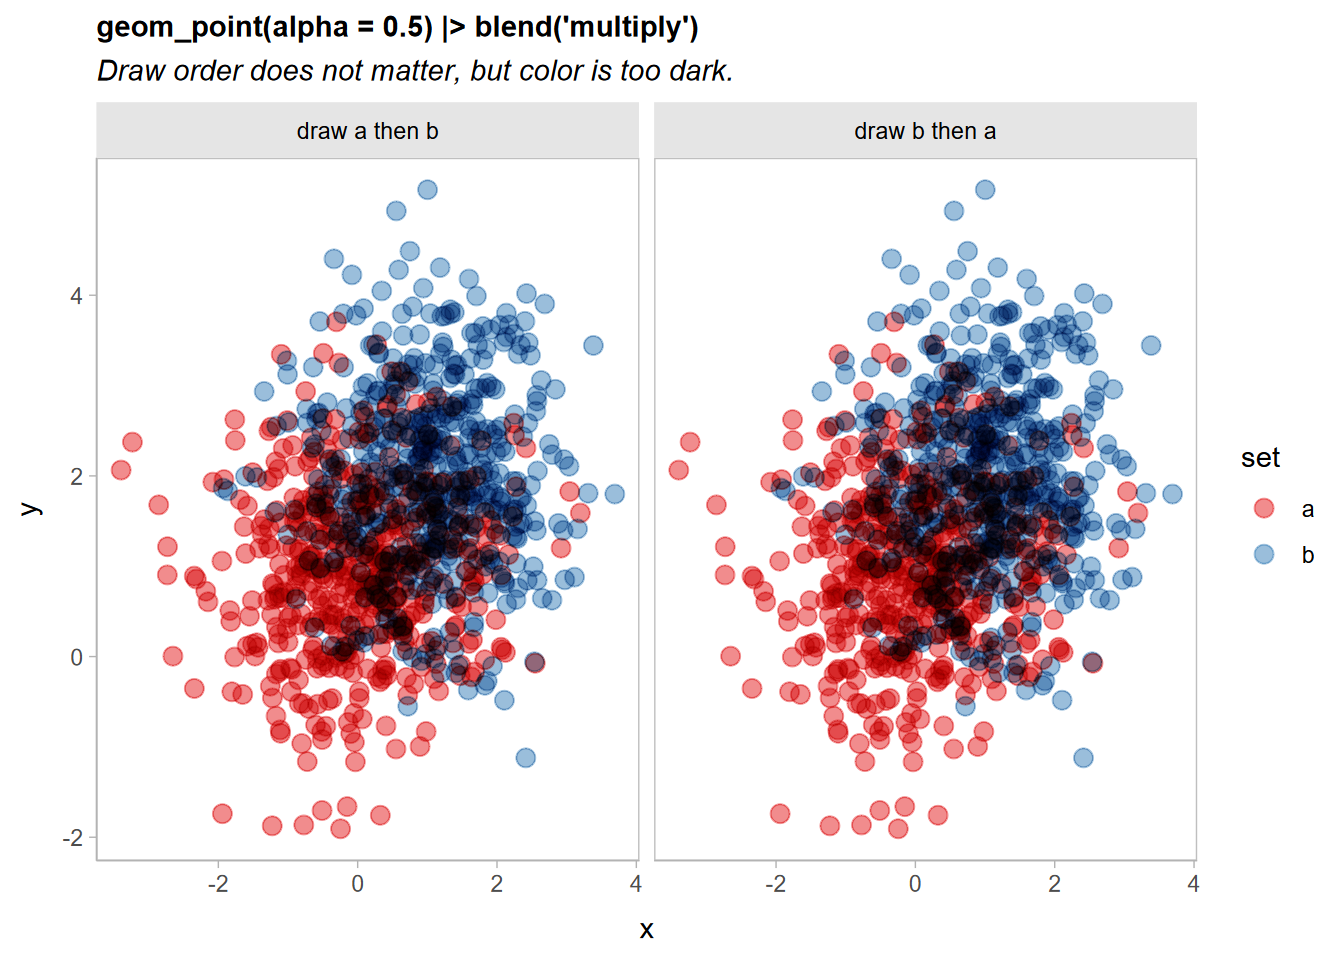 geom_point(alpha = 0.5) |> blend('multiply')
Draw order does not matter, but color is too dark.
draw a then b
draw b then a
4
2
0
-2
y
-2 0 2 4
-2 0 2 4
x
set
a
b